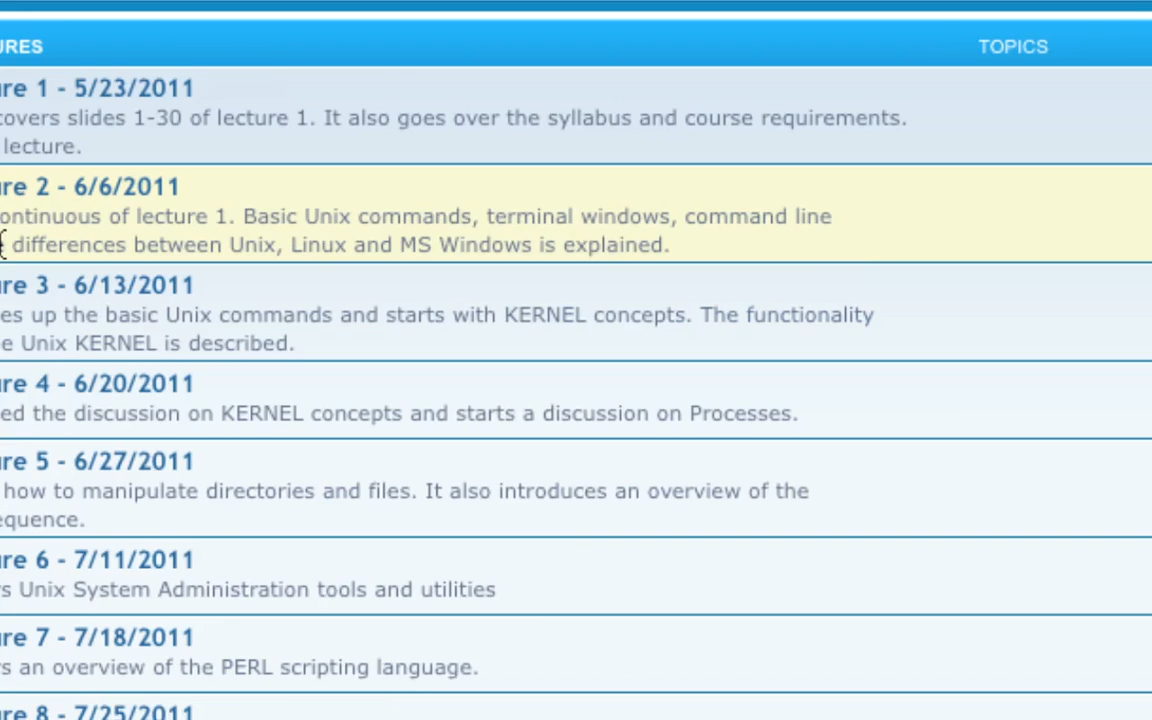 URES TOPICS
ure 1 - 5/23/2011
covers slides 1-30 of lecture 1. It also goes over the syllabus and course requirements.
lecture.
ure 2 - 6/6/2011
ontinuous of lecture 1. Basic Unix commands, terminal windows, command line
differences between Unix, Linux and MS Windows is explained.
ure 3 - 6/13/2011
es up the basic Unix commands and starts with KERNEL concepts. The functionality
e Unix KERNEL is described.
ure 4 - 6/20/2011
ed the discussion on KERNEL concepts and starts a discussion on Processes.
ure 5 - 6/27/2011
how to manipulate directories and files. It also introduces an overview of the
equence.
ure 6 - 7/11/2011
s Unix System Administration tools and utilities
ure 7 - 7/18/2011
s an overview of the PERL scripting language.
ure 8 - 7/25/2011